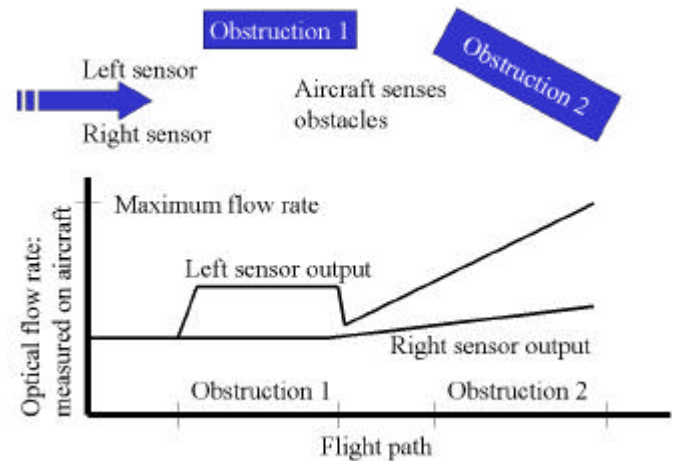 Obstruction 1
Obstruction 2
Left sensor
Right sensor
Aircraft senses
obstacles
Maximum flow rate
Left sensor output
Right sensor output
Optical flow rate:
measured on aircraft
Obstruction 1
Obstruction 2
Flight path